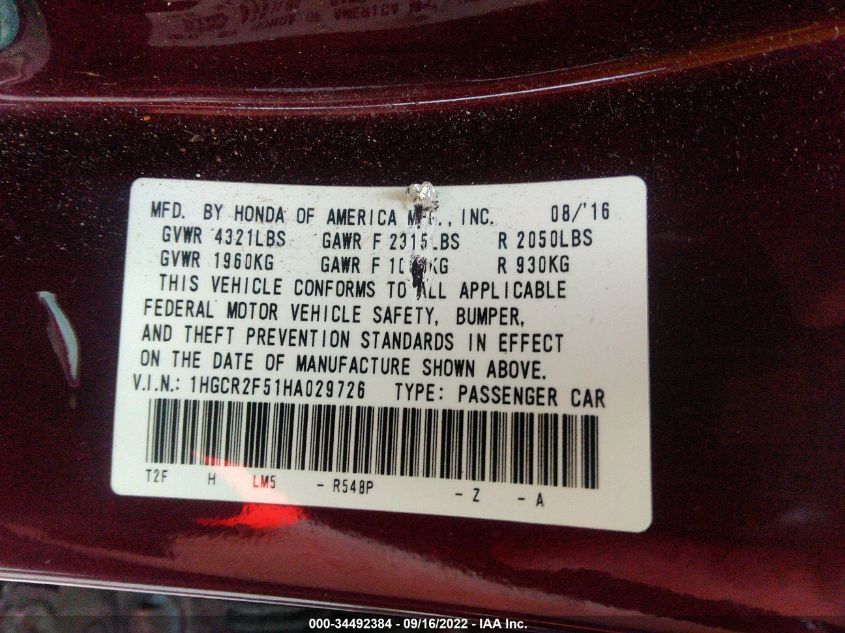 MFD. BY HONDA OF AMERICA MFG., INC. 08/'16
GVWR 4321LBS GAWR F 2315LBS R 2050LBS
GVWR 1960KG GAWR F KG R 930KG
THIS VEHICLE CONFORMS TO ALL APPLICABLE
FEDERAL MOTOR VEHICLE SAFETY, BUMPER,
AND THEFT PREVENTION STANDARDS IN EFFECT
ON THE DATE OF MANUFACTURE SHOWN ABOVE.
V.I.N.: 1HGCR2F51HA029726 TYPE: PASSENGER CAR
T2F H LM5 - R548P - Z - A
000-34492384 - 09/16/2022 - IAA Inc.